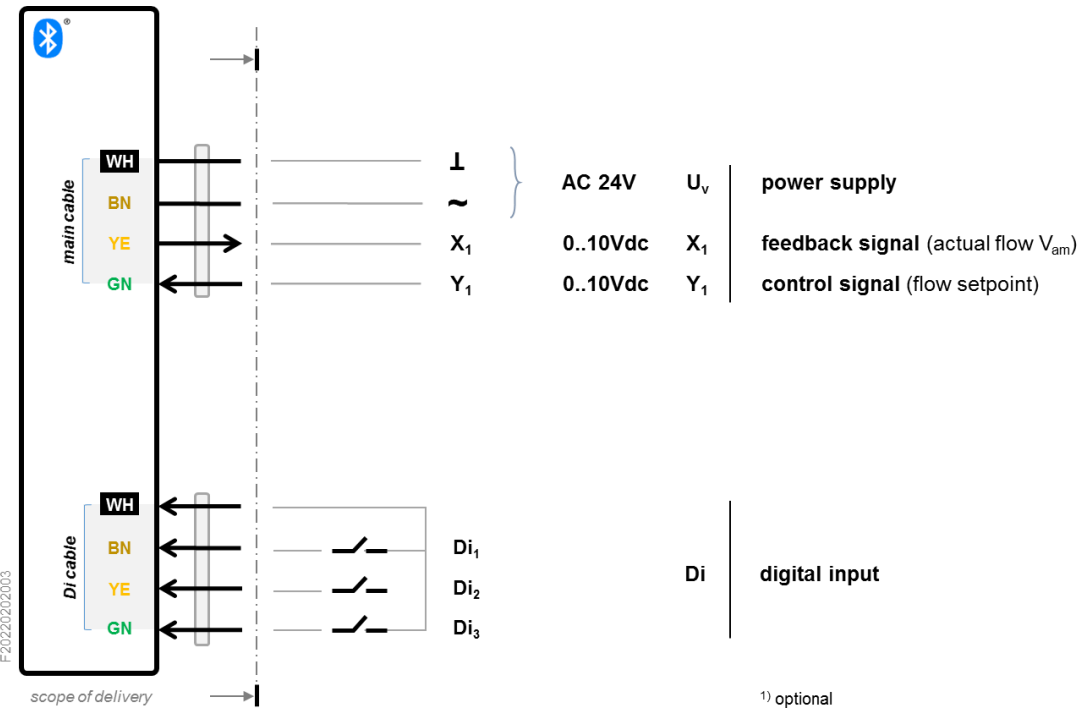 ®
main cable
WH ⊥
BN ~ AC 24V Uv power supply
YE X1 0..10Vdc X1 feedback signal (actual flow Vam)
GN Y1 0..10Vdc Y1 control signal (flow setpoint)
Di cable
WH
BN Di1
YE Di2 Di digital input
GN Di3
F20220202003
scope of delivery
1) optional